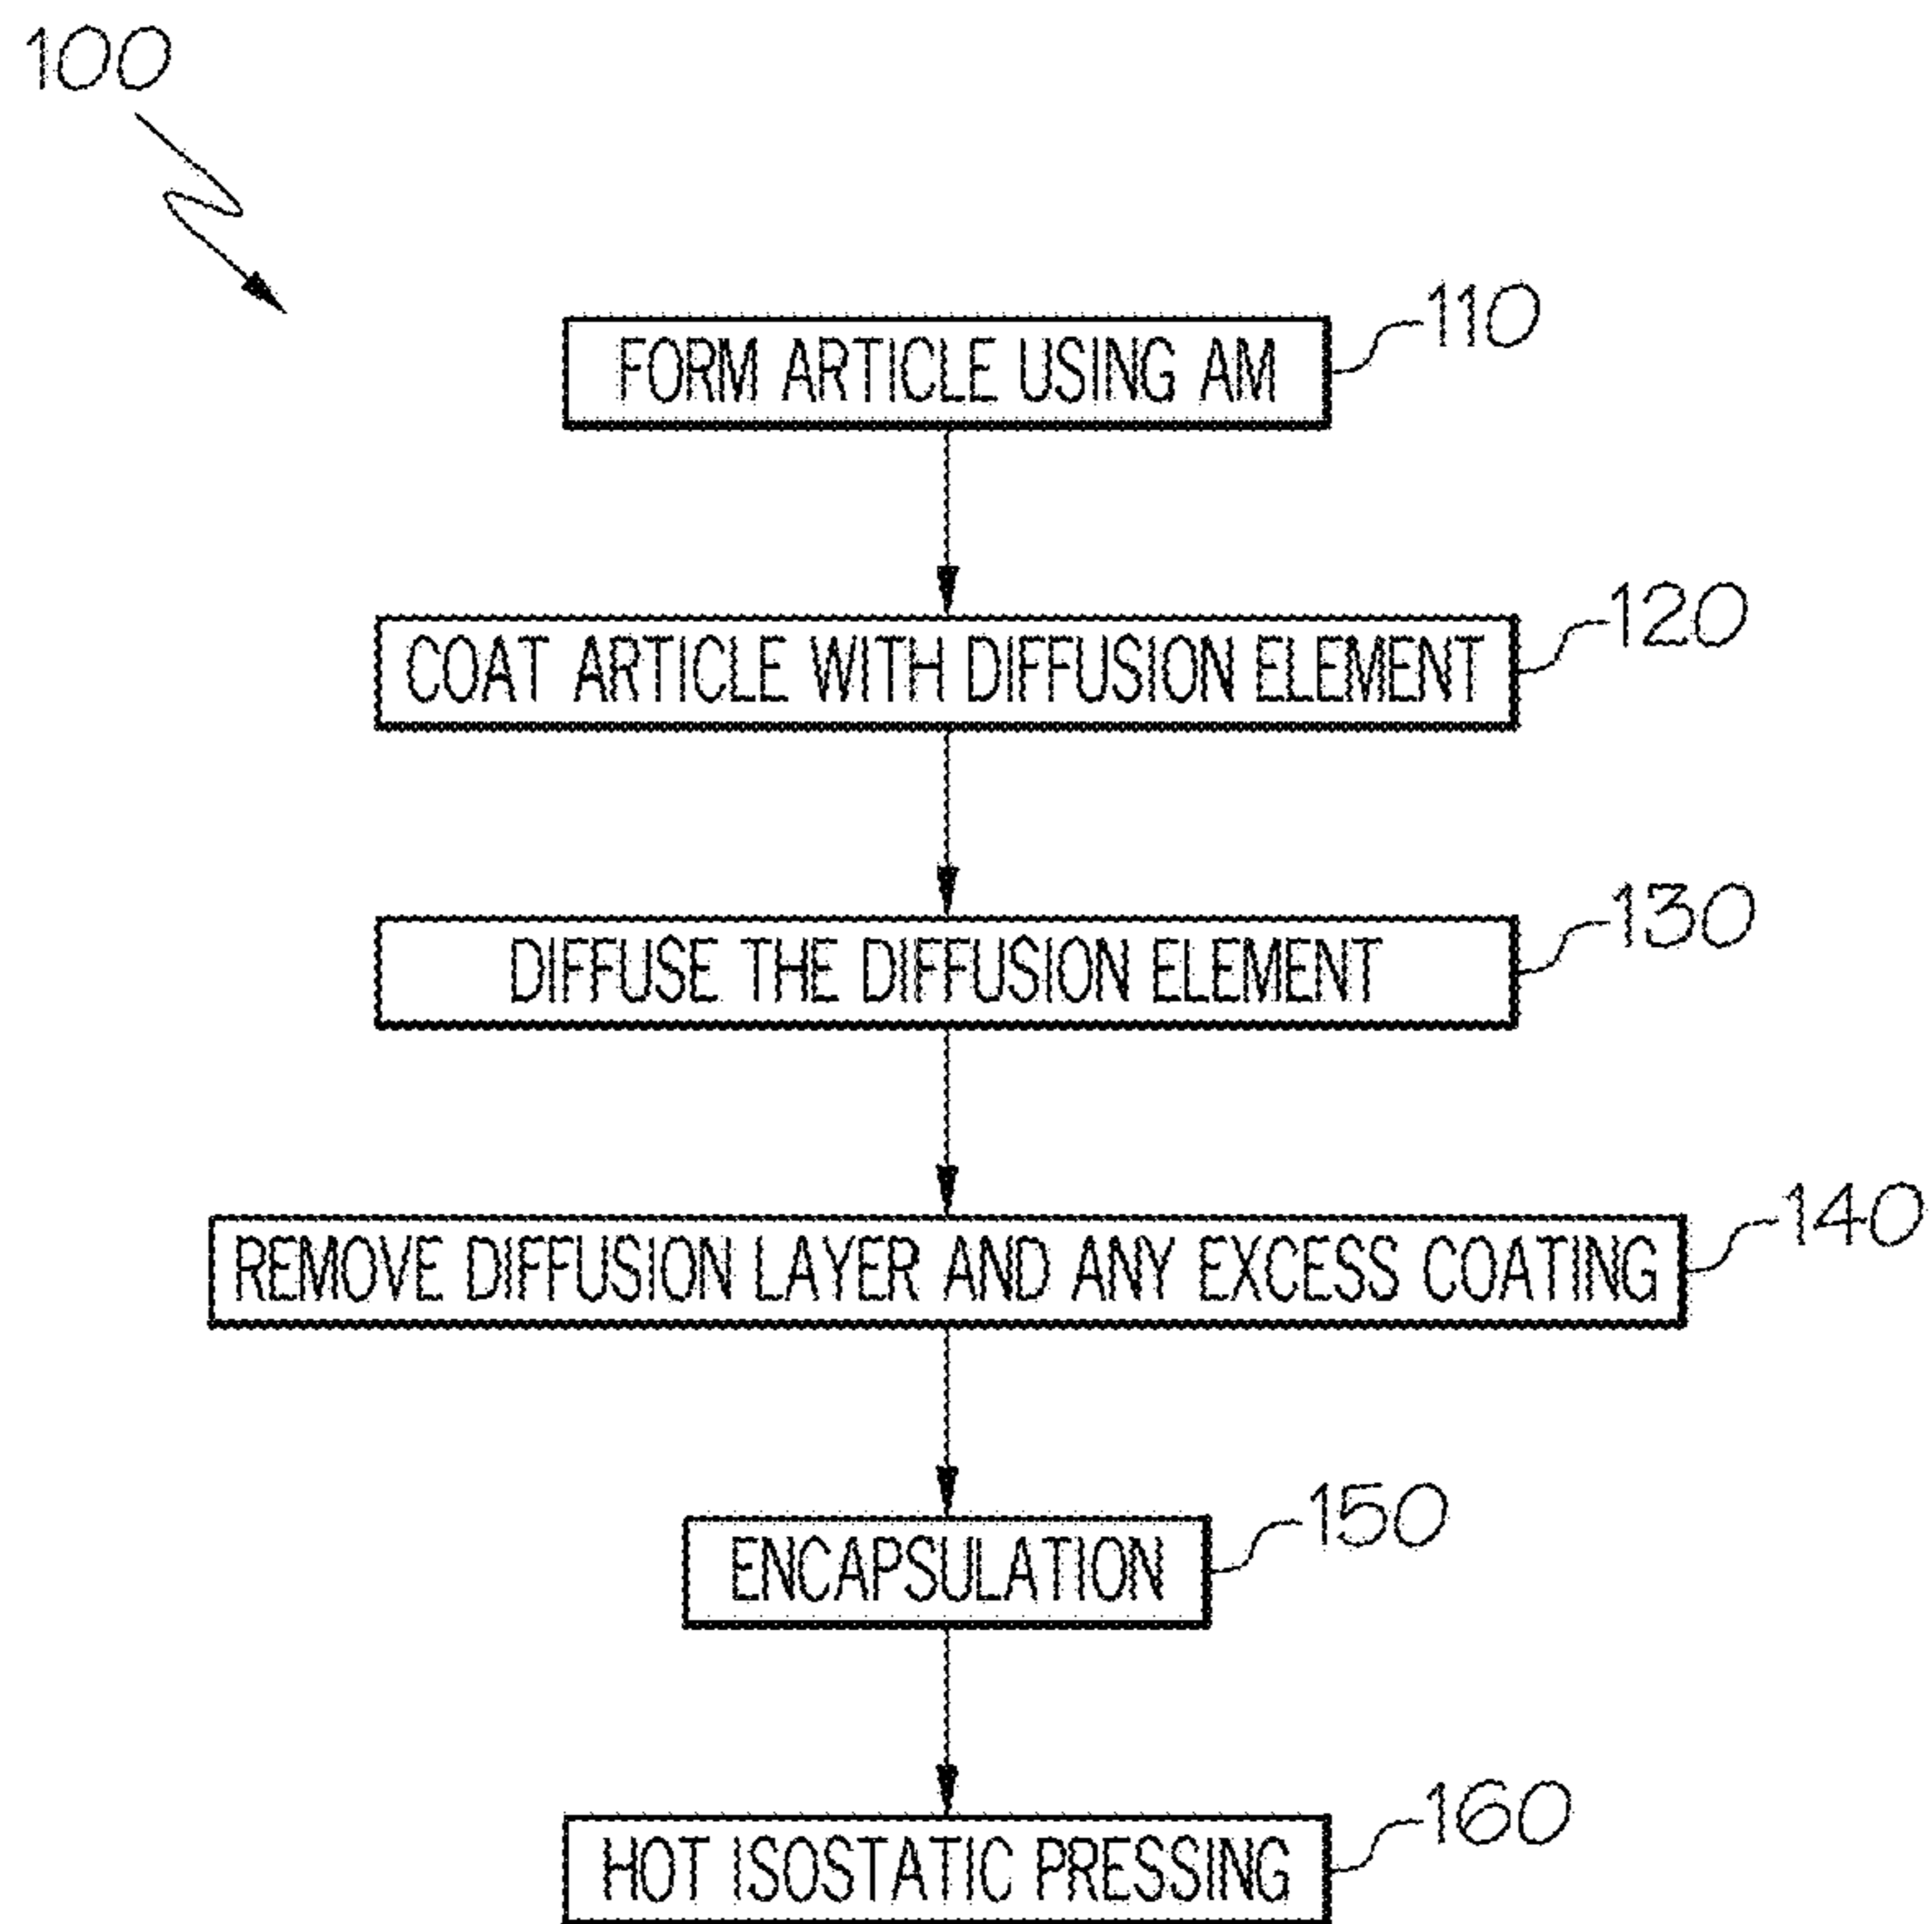 100
FORM ARTICLE USING AM
110
COAT ARTICLE WITH DIFFUSION ELEMENT
120
DIFFUSE THE DIFFUSION ELEMENT
130
REMOVE DIFFUSION LAYER AND ANY EXCESS COATING
140
ENCAPSULATION
150
HOT ISOSTATIC PRESSING
160